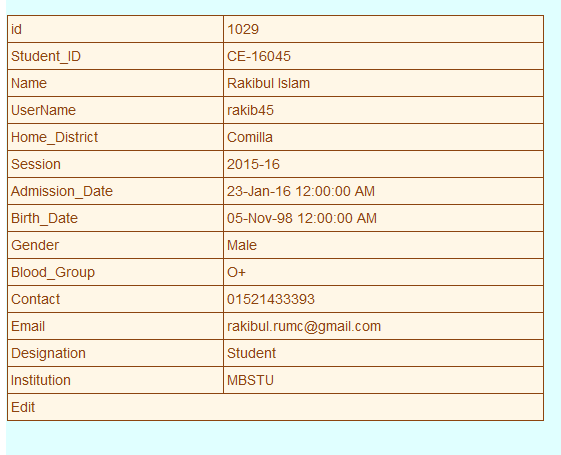 id 1029
Student_ID CE-16045
Name Rakibul Islam
UserName rakib45
Home_District Comilla
Session 2015-16
Admission_Date 23-Jan-16 12:00:00 AM
Birth_Date 05-Nov-98 12:00:00 AM
Gender Male
Blood_Group O+
Contact 01521433393
Email rakibul.rumc@gmail.com
Designation Student
Institution MBSTU
Edit